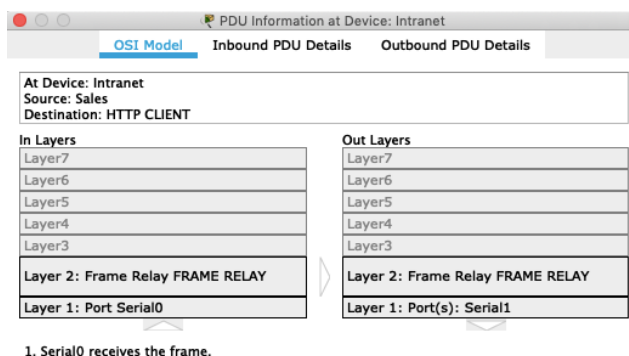 PDU Information at Device: Intranet
OSI Model Inbound PDU Details Outbound PDU Details
At Device: Intranet
Source: Sales
Destination: HTTP CLIENT
In Layers
Layer7
Layer6
Layer5
Layer4
Layer3
Layer 2: Frame Relay FRAME RELAY
Layer 1: Port Serial0
Out Layers
Layer7
Layer6
Layer5
Layer4
Layer3
Layer 2: Frame Relay FRAME RELAY
Layer 1: Port(s): Serial1
1. Serial0 receives the frame.